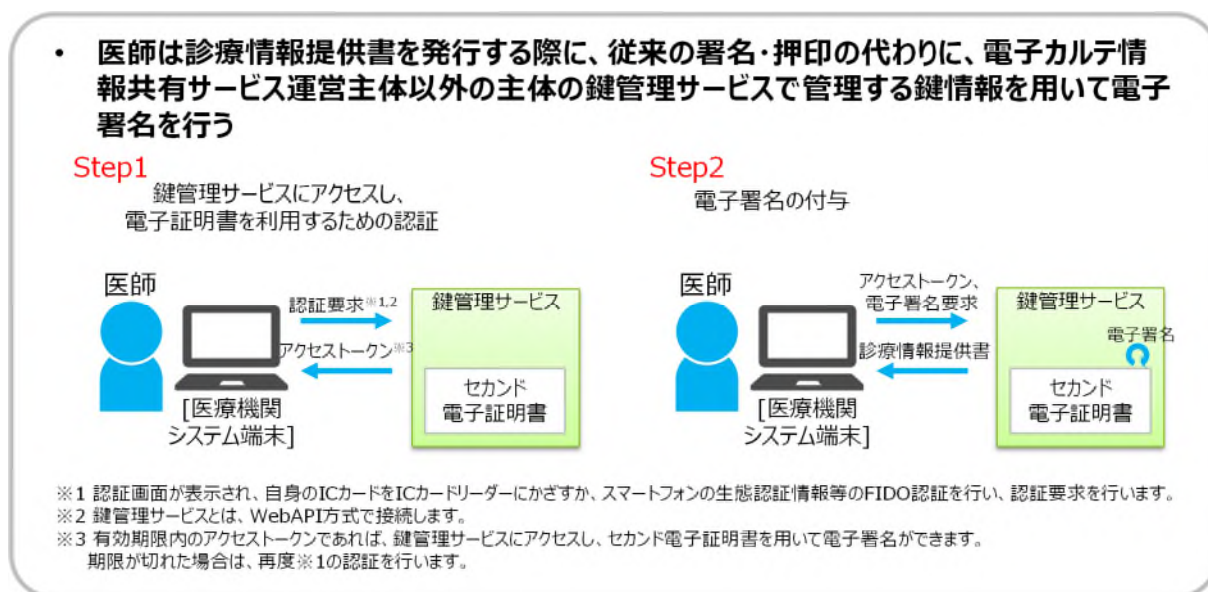 • 医師は診療情報提供書を発行する際に、従来の署名・押印の代わりに、電子カルテ情
報共有サービス運営主体以外の主体の鍵管理サービスで管理する鍵情報を用いて電子
署名を行う
Step1
鍵管理サービスにアクセスし、
電子証明書を利用するための認証
医師
認証要求※1,2
アクセストークン※3
[医療機関
システム端末]
鍵管理サービス
セカンド
電子証明書
Step2
電子署名の付与
医師
アクセストークン、
電子署名要求
診療情報提供書
[医療機関
システム端末]
鍵管理サービス
電子署名
セカンド
電子証明書
※1 認証画面が表示され、自身のICカードをICカードリーダーにかざすか、スマートフォンの生態認証情報等のFIDO認証を行い、認証要求を行います。
※2 鍵管理サービスとは、WebAPI方式で接続します。
※3 有効期限内のアクセストークンであれば、鍵管理サービスにアクセスし、セカンド電子証明書を用いて電子署名ができます。
期限が切れた場合は、再度※1の認証を行います。